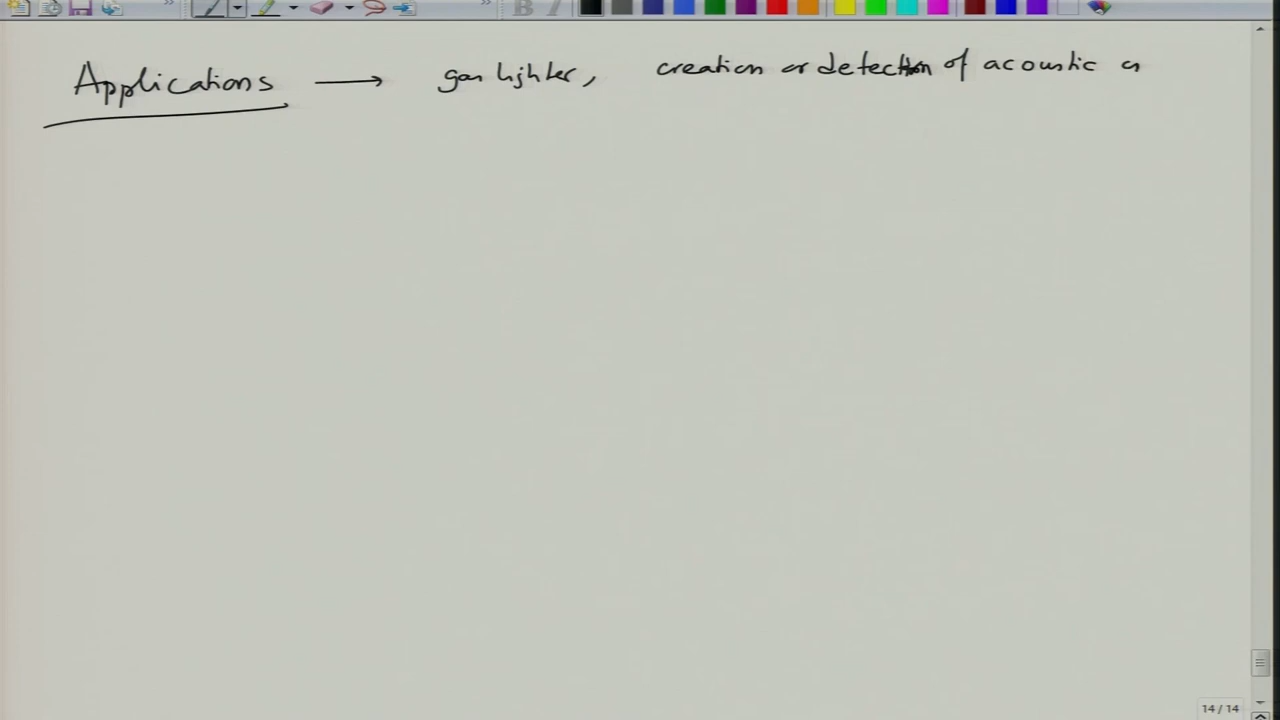 Applications → gas lighter, creation or detection of acoustic
14 / 14